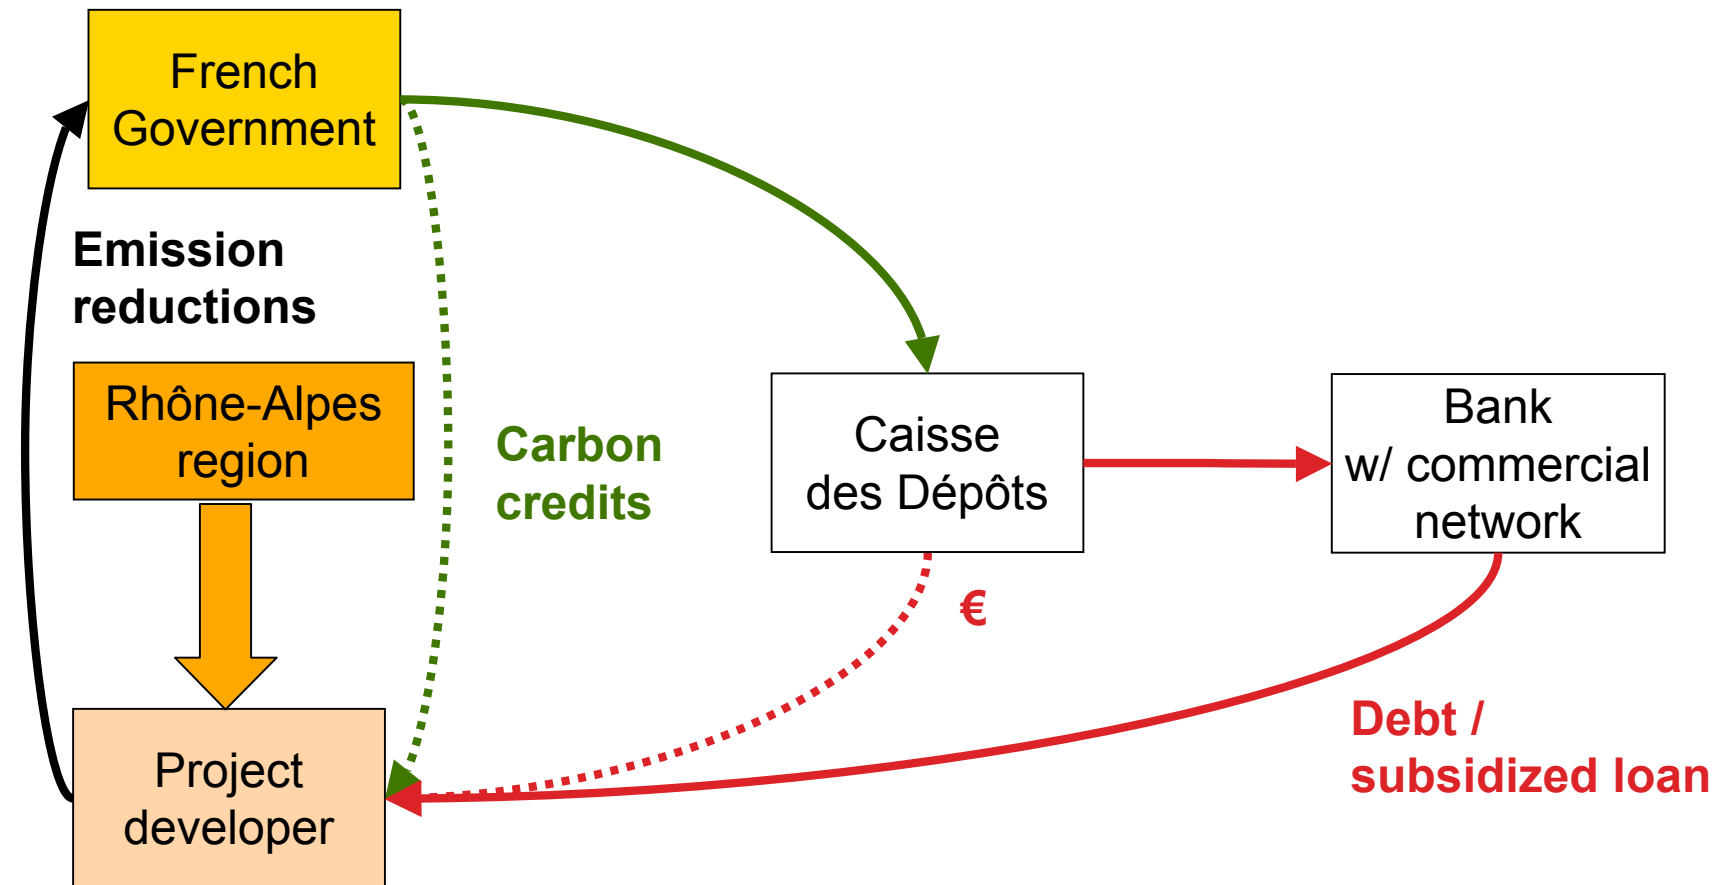 French
Government
Emission
reductions
Rhône-Alpes
region
Carbon
credits
Caisse
des Dépôts
Bank
w/ commercial
network
€
Debt /
subsidized loan
Project
developer